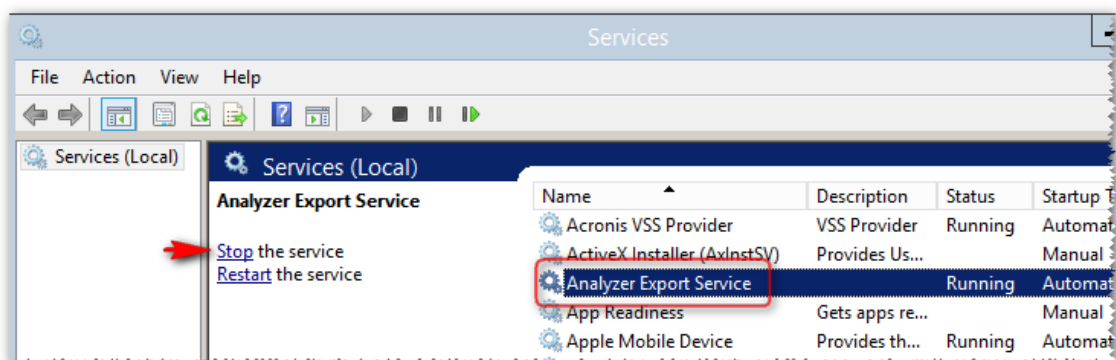 Services
File Action View Help
Services (Local)
Services (Local)
Analyzer Export Service
Stop the service
Restart the service
Name Description Status Startup T
Acronis VSS Provider VSS Provider Running Automat
ActiveX Installer (AxInstSV) Provides Us... Manual
Analyzer Export Service Running Automat
App Readiness Gets apps re... Manual
Apple Mobile Device Provides th... Running Automat